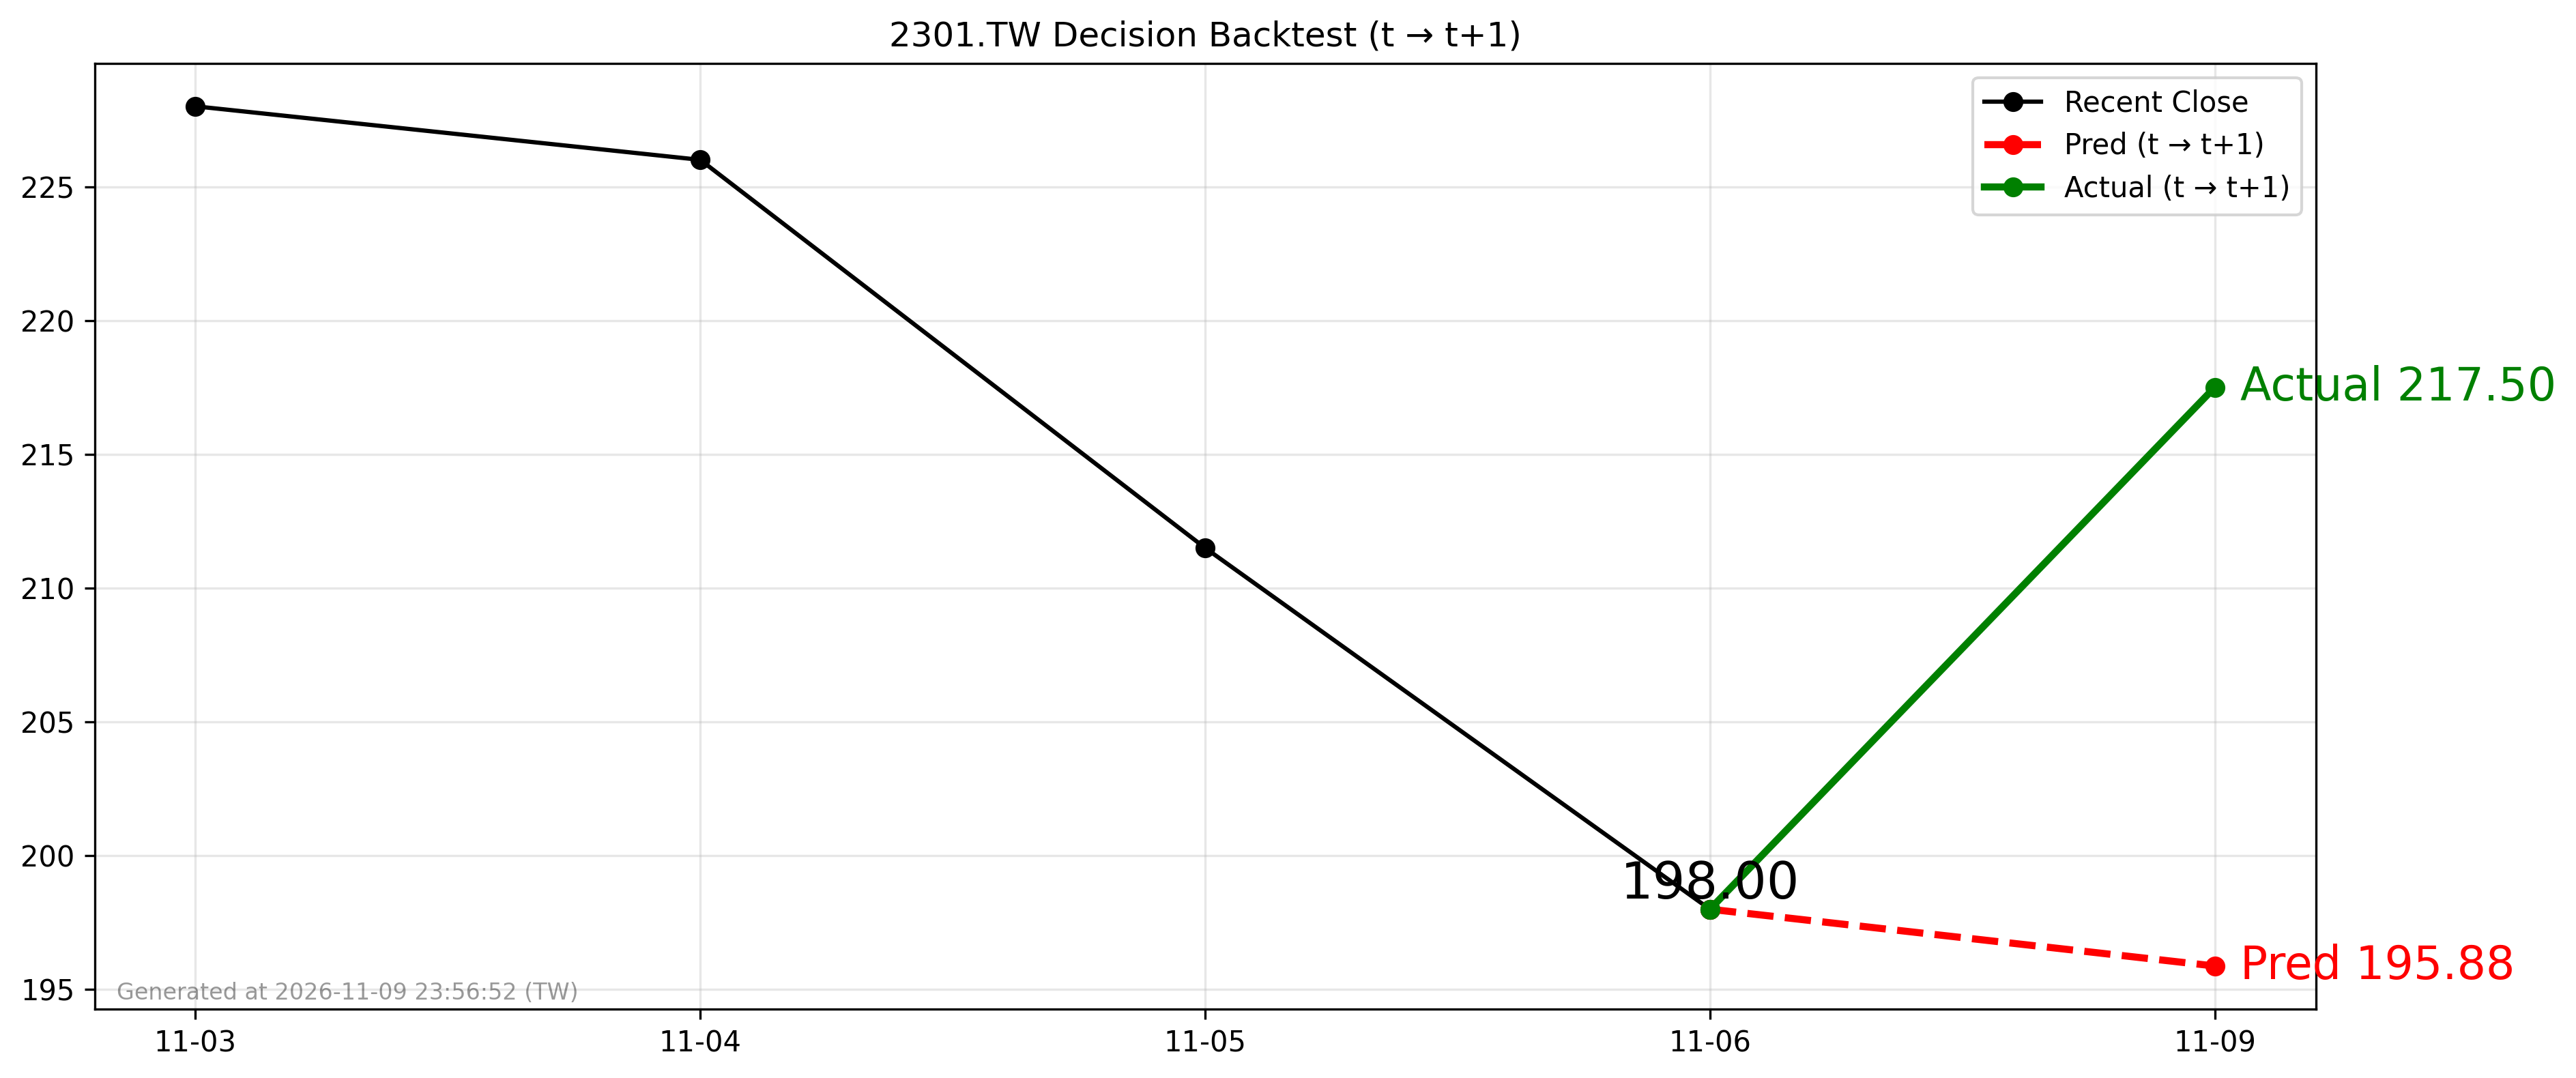 2301.TW Decision Backtest (t → t+1)
Recent Close
Pred (t → t+1)
Actual (t → t+1)
225
220
215
210
205
200
195
Actual 217.50
198.00
Pred 195.88
Generated at 2026-11-09 23:56:52 (TW)
11-03
11-04
11-05
11-06
11-09